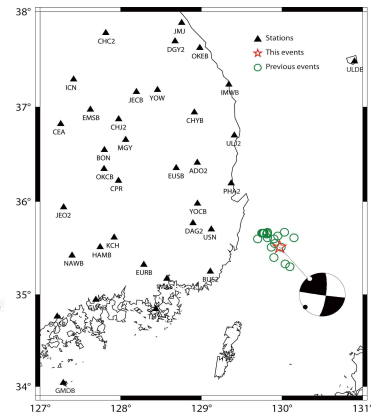 38°
JMJ
CHC2
DGY2
OKEB
Stations
This events
Previous events
ULDB
ICN
JECB
YOW
IMWB
37°
EMSB
CHJ2
CHYB
CEA
MGY
ULJ2
BON
ADO2
OKCB
EUSB
CPR
PHA2
36°
JEO2
YOCB
DAG2
USN
KCH
HAMB
NAWB
EURB
BUS2
35°
34°
GMDB
127°
128°
129°
130°
131°